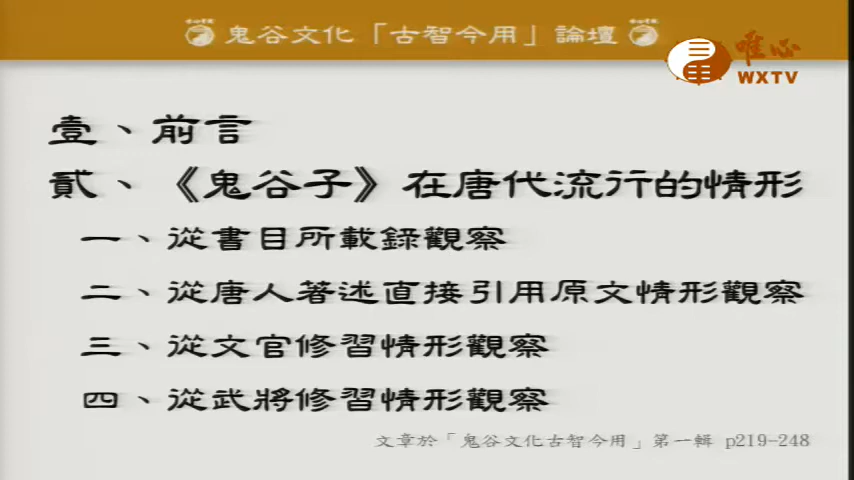 鬼谷文化「古智今用」論壇
唯心
WXTV
壹、前言
貳、《鬼谷子》在唐代流行的情形
一、從書目所載錄觀察
二、從唐人著述直接引用原文情形觀察
三、從文官修習情形觀察
四、從武將修習情形觀察
文章於「鬼谷文化古智今用」第一輯 p219-248